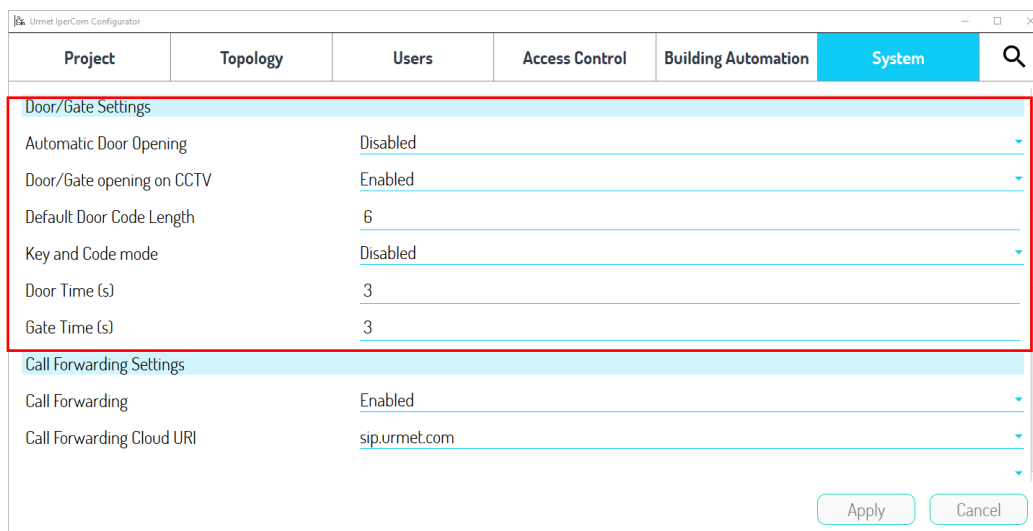 Urmet IperCom Configurator
Project Topology Users Access Control Building Automation System
Door/Gate Settings
Automatic Door Opening Disabled
Door/Gate opening on CCTV Enabled
Default Door Code Length 6
Key and Code mode Disabled
Door Time (s) 3
Gate Time (s) 3
Call Forwarding Settings
Call Forwarding Enabled
Call Forwarding Cloud URI sip.urmet.com
Apply Cancel